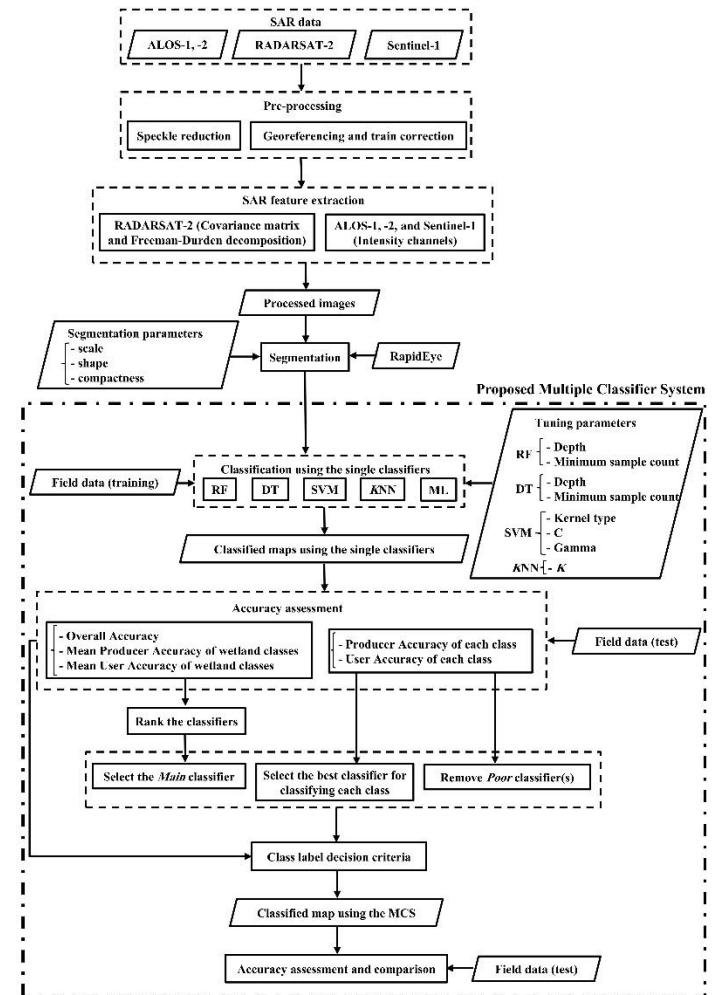 SAR data
ALOS-1, -2
RADARSAT-2
Sentinel-1
Pre-processing
Speckle reduction
Georeferencing and train correction
SAR feature extraction
RADARSAT-2 (Covariance matrix
and Freeman-Durden decomposition)
ALOS-1, -2, and Sentinel-1
(Intensity channels)
Processed images
Segmentation parameters
- scale
- shape
- compactness
Segmentation
RapidEye
Proposed Multiple Classifier System
Tuning parameters
RF
- Depth
- Minimum sample count
DT
- Depth
- Minimum sample count
SVM
- Kernel type
- C
- Gamma
KNN
- K
Field data (training)
Classification using the single classifiers
RF
DT
SVM
KNN
ML
Classified maps using the single classifiers
Accuracy assessment
- Overall Accuracy
- Mean Producer Accuracy of wetland classes
- Mean User Accuracy of wetland classes
- Producer Accuracy of each class
- User Accuracy of each class
Field data (test)
Rank the classifiers
Select the Main classifier
Select the best classifier for
classifying each class
Remove Poor classifier(s)
Class label decision criteria
Classified map using the MCS
Accuracy assessment and comparison
Field data (test)